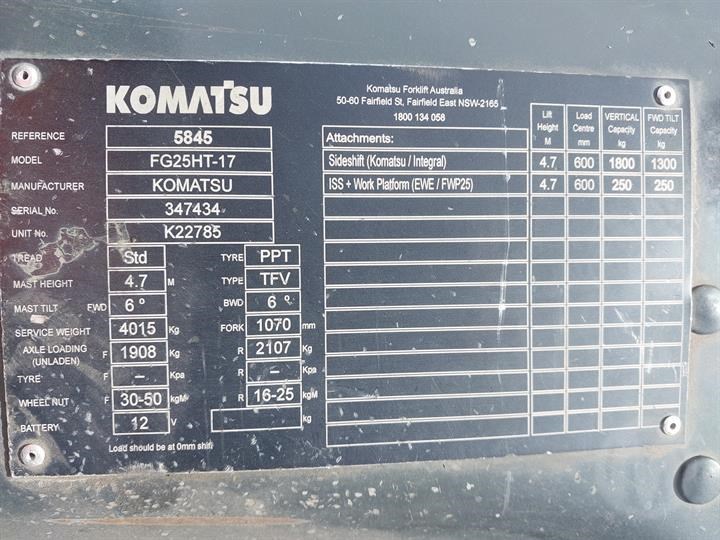 KOMATSU
Komatsu Forklift Australia
50-60 Fairfield St, Fairfield East NSW-2165
1800 134 058
REFERENCE 5845
MODEL FG25HT-17
MANUFACTURER KOMATSU
SERIAL No. 347434
UNIT No. K22785
TREAD Std TYRE PPT
MAST HEIGHT 4.7 M TYPE TFV
MAST TILT FWD 6 º BWD 6 º
SERVICE WEIGHT 4015 Kg FORK 1070 mm
AXLE LOADING (UNLADEN) F 1908 Kg R 2107 Kg
TYRE F – Kpa R – Kpa
WHEEL NUT F 30-50 kgM R 16-25 kgM
BATTERY 12 V kg
Load should be at 0mm shift
Attachments: Lift Height M Load Centre mm VERTICAL Capacity kg FWD TILT Capacity kg
Sideshift (Komatsu / Integral) 4.7 600 1800 1300
ISS + Work Platform (EWE / FWP25) 4.7 600 250 250